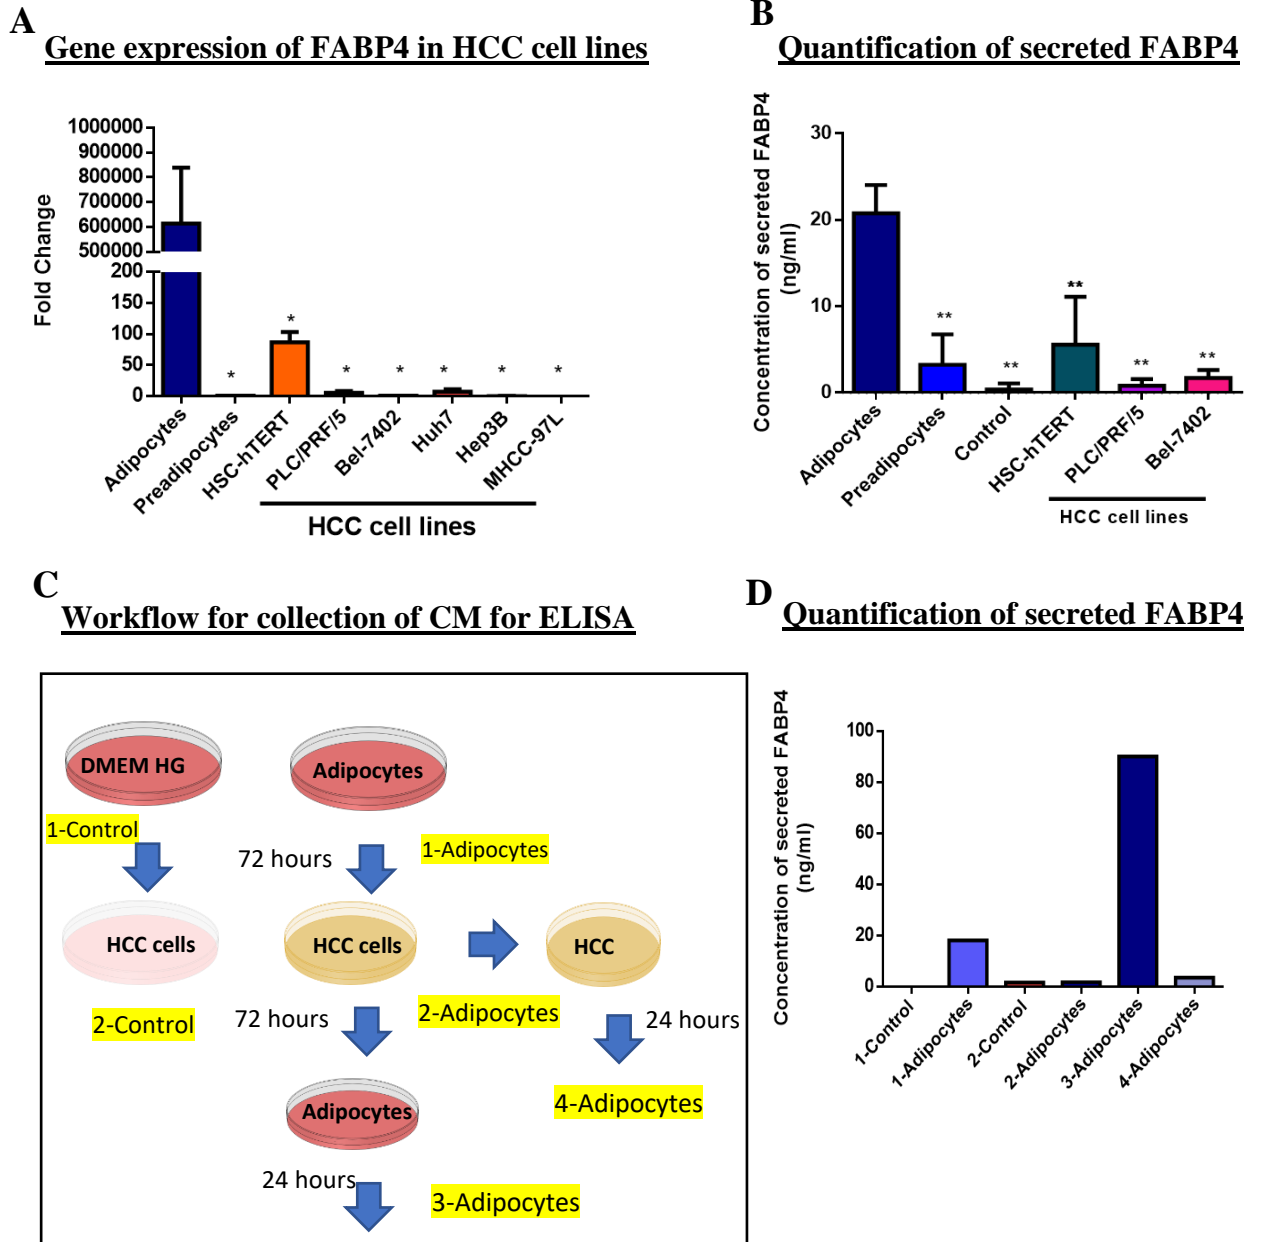 A
Gene expression of FABP4 in HCC cell lines
Fold Change
1000000
900000
800000
700000
600000
500000
200
150
100
50
0
*
*
*
*
*
*
*
Adipocytes
Preadipocytes
HSC-hTERT
PLC/PRF/5
Bel-7402
Huh7
Hep3B
MHCC-97L
HCC cell lines
B
Quantification of secreted FABP4
Concentration of secreted FABP4
(ng/ml)
30
20
10
0
**
**
**
**
**
Adipocytes
Preadipocytes
Control
HSC-hTERT
PLC/PRF/5
Bel-7402
HCC cell lines
C
Workflow for collection of CM for ELISA
DMEM HG
Adipocytes
1-Control
72 hours
1-Adipocytes
HCC cells
HCC cells
HCC
2-Control
72 hours
2-Adipocytes
24 hours
Adipocytes
4-Adipocytes
24 hours
3-Adipocytes
D
Quantification of secreted FABP4
Concentration of secreted FABP4
(ng/ml)
100
80
60
40
20
0
1-Control
1-Adipocytes
2-Control
2-Adipocytes
3-Adipocytes
4-Adipocytes